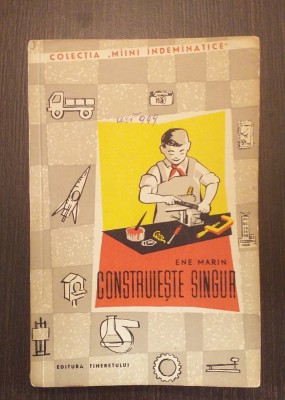 COLECȚIA „MÎINI ÎNDEMÎNATICE"
ENE MARIN
CONSTRUIEȘTE SINGUR
EDITURA TINERETULUI